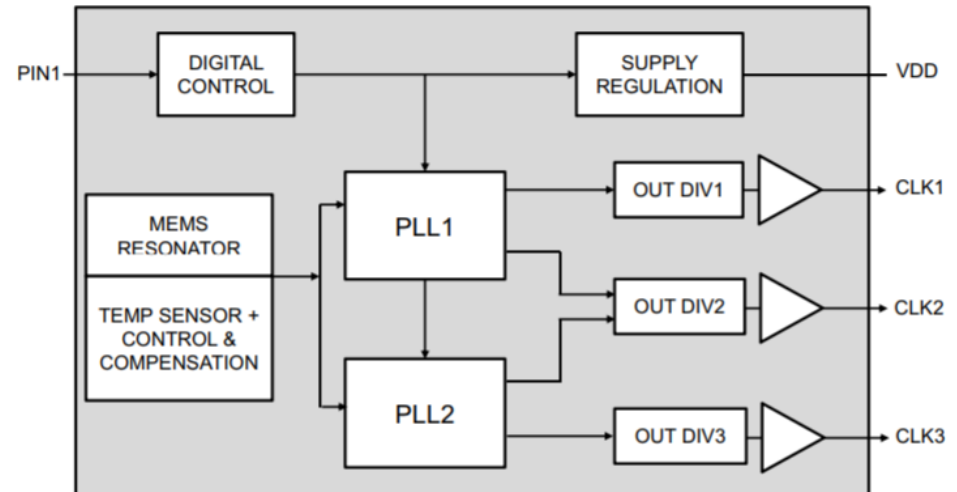 PIN1
DIGITAL
CONTROL
SUPPLY
REGULATION
VDD
MEMS
RESONATOR
TEMP SENSOR +
CONTROL &
COMPENSATION
PLL1
PLL2
OUT DIV1
CLK1
OUT DIV2
CLK2
OUT DIV3
CLK3